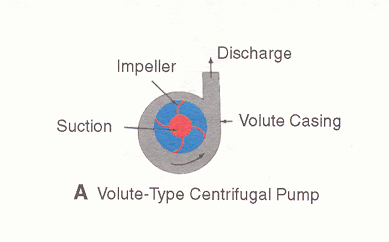 Discharge
Impeller
Suction
Volute Casing
A Volute-Type Centrifugal Pump